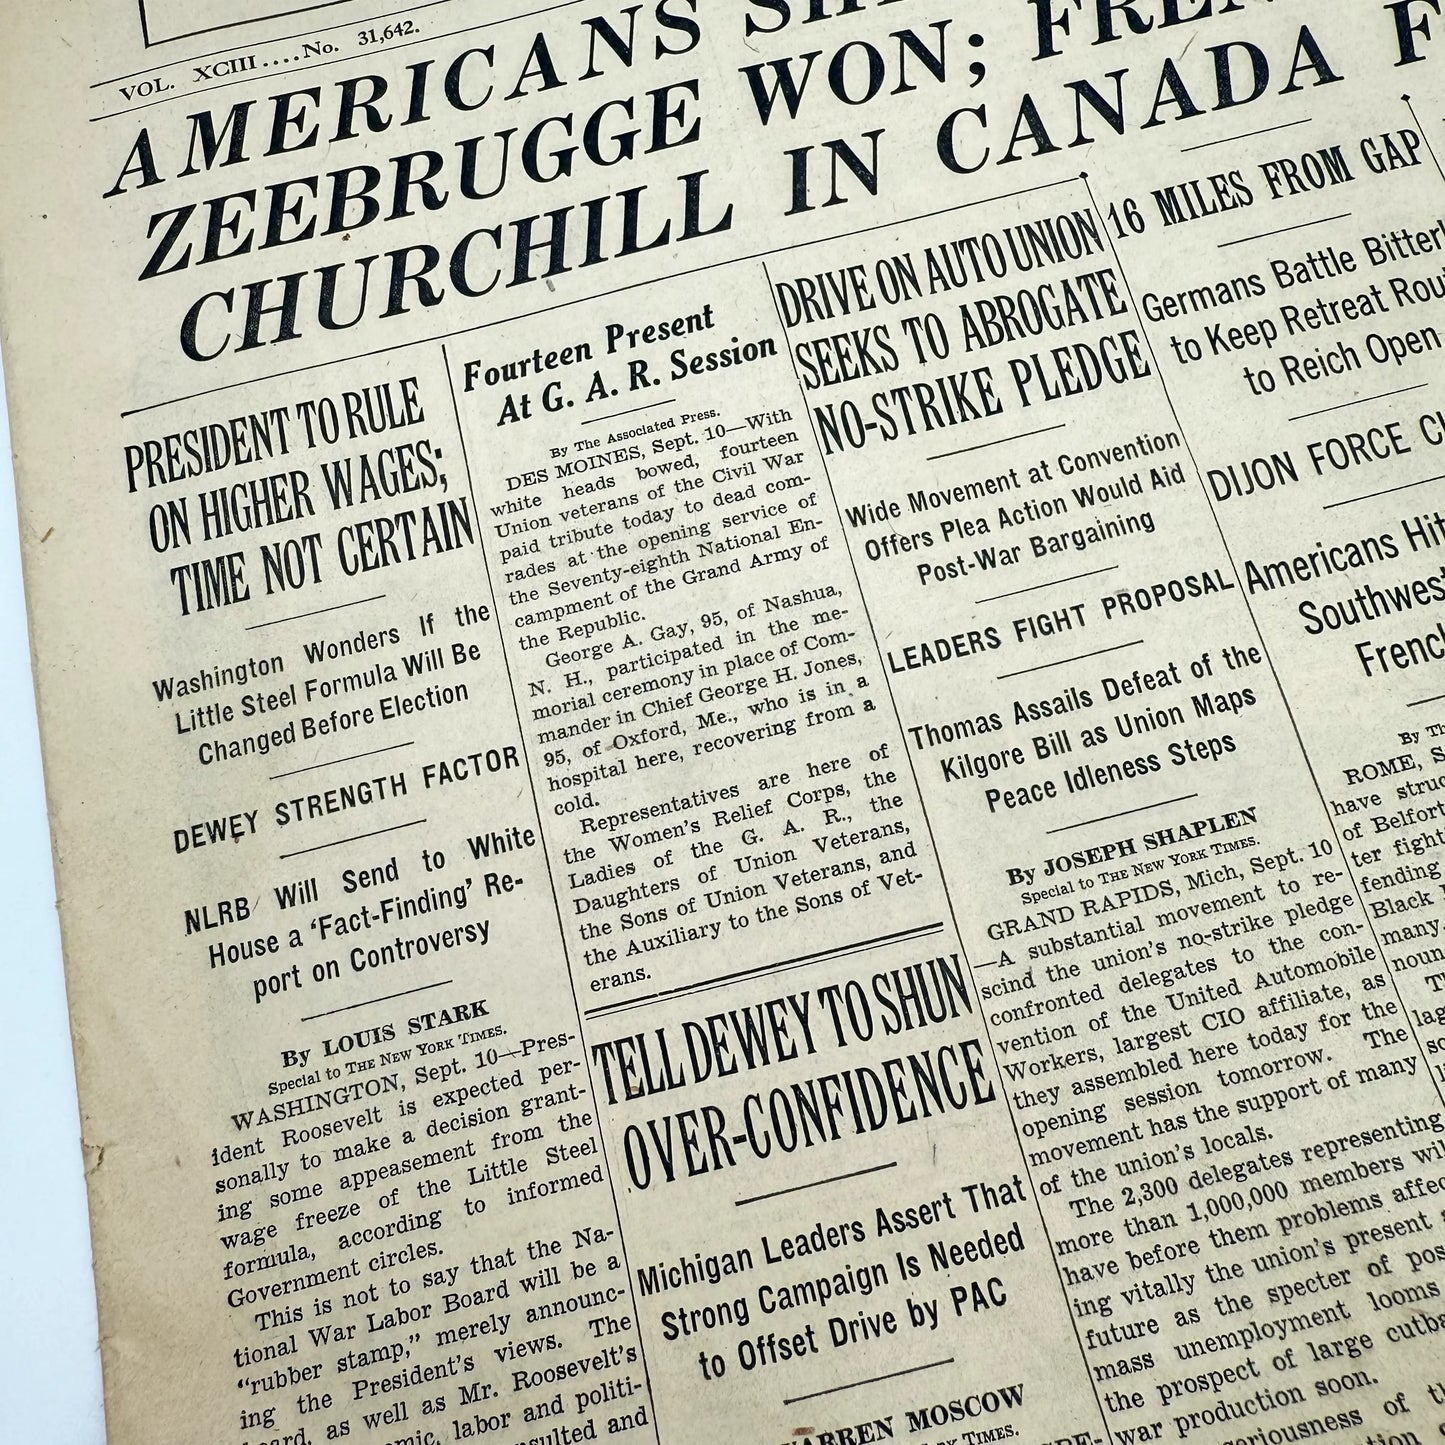 VOL. XCIII....No. 31,642.
AMERICANS
ZEEBRUGGE WON;
CHURCHILL IN CANADA
PRESIDENT TO RULE
ON HIGHER WAGES;
TIME NOT CERTAIN
Washington Wonders If the
Little Steel Formula Will Be
Changed Before Election
DEWEY STRENGTH FACTOR
NLRB Will Send to White
House a ‘Fact-Finding’ Re-
port on Controversy
By LOUIS STARK
Special to THE NEW YORK TIMES.
WASHINGTON, Sept. 10—Pres-
ident Roosevelt is expected per-
sonally to make a decision grant-
ing some appeasement from the
wage freeze of the Little Steel
formula, according to informed
Government circles.
This is not to say that the Na-
tional War Labor Board will be a
“rubber stamp,” merely announc-
ing the President's views. The
as well as Mr. Roosevelt's
labor and politi-
and
Fourteen Present
At G. A. R. Session
By The Associated Press.
DES MOINES, Sept. 10—With
white heads bowed, fourteen
Union veterans of the Civil War
paid tribute today to dead com-
rades at the opening service of
the Seventy-eighth National En-
campment of the Grand Army of
the Republic.
George A. Gay, 95, of Nashua,
N. H., participated in the me-
morial ceremony in place of Com-
mander in Chief George H. Jones,
95, of Oxford, Me., who is in a
hospital here, recovering from a
cold.
Representatives are here of
the Women's Relief Corps, the
Ladies of the G. A. R., the
Daughters of Union Veterans,
the Sons of Union Veterans, and
the Auxiliary to the Sons of Vet-
erans.
TELL DEWEY TO SHUN
OVER-CONFIDENCE
Michigan Leaders Assert That
Strong Campaign Is Needed
to Offset Drive by PAC
MOSCOW
TIMES.
DRIVE ON AUTO UNION
SEEKS TO ABROGATE
NO-STRIKE PLEDGE
Wide Movement at Convention
Offers Plea Action Would Aid
Post-War Bargaining
LEADERS FIGHT PROPOSAL
Thomas Assails Defeat of the
Kilgore Bill as Union Maps
Peace Idleness Steps
By JOSEPH SHAPLEN
Special to THE NEW YORK TIMES.
GRAND RAPIDS, Mich, Sept. 10
—A substantial movement to re-
scind the union's no-strike pledge
confronted delegates to the con-
vention of the United Automobile
Workers, largest CIO affiliate, as
they assembled here today for the
opening session tomorrow. The
movement has the support of many
of the union's locals.
The 2,300 delegates representing
more than 1,000,000 members
have before them problems
ing vitally the union's present
future as the specter of
mass unemployment looms
the prospect of large
war production soon.
of
16 MILES FROM GAP
Germans Battle
to Keep Retreat
to Reich Open
DIJON FORCE
Americans Hit
By
ROME,
have
of Belfort
ter
Black
many.